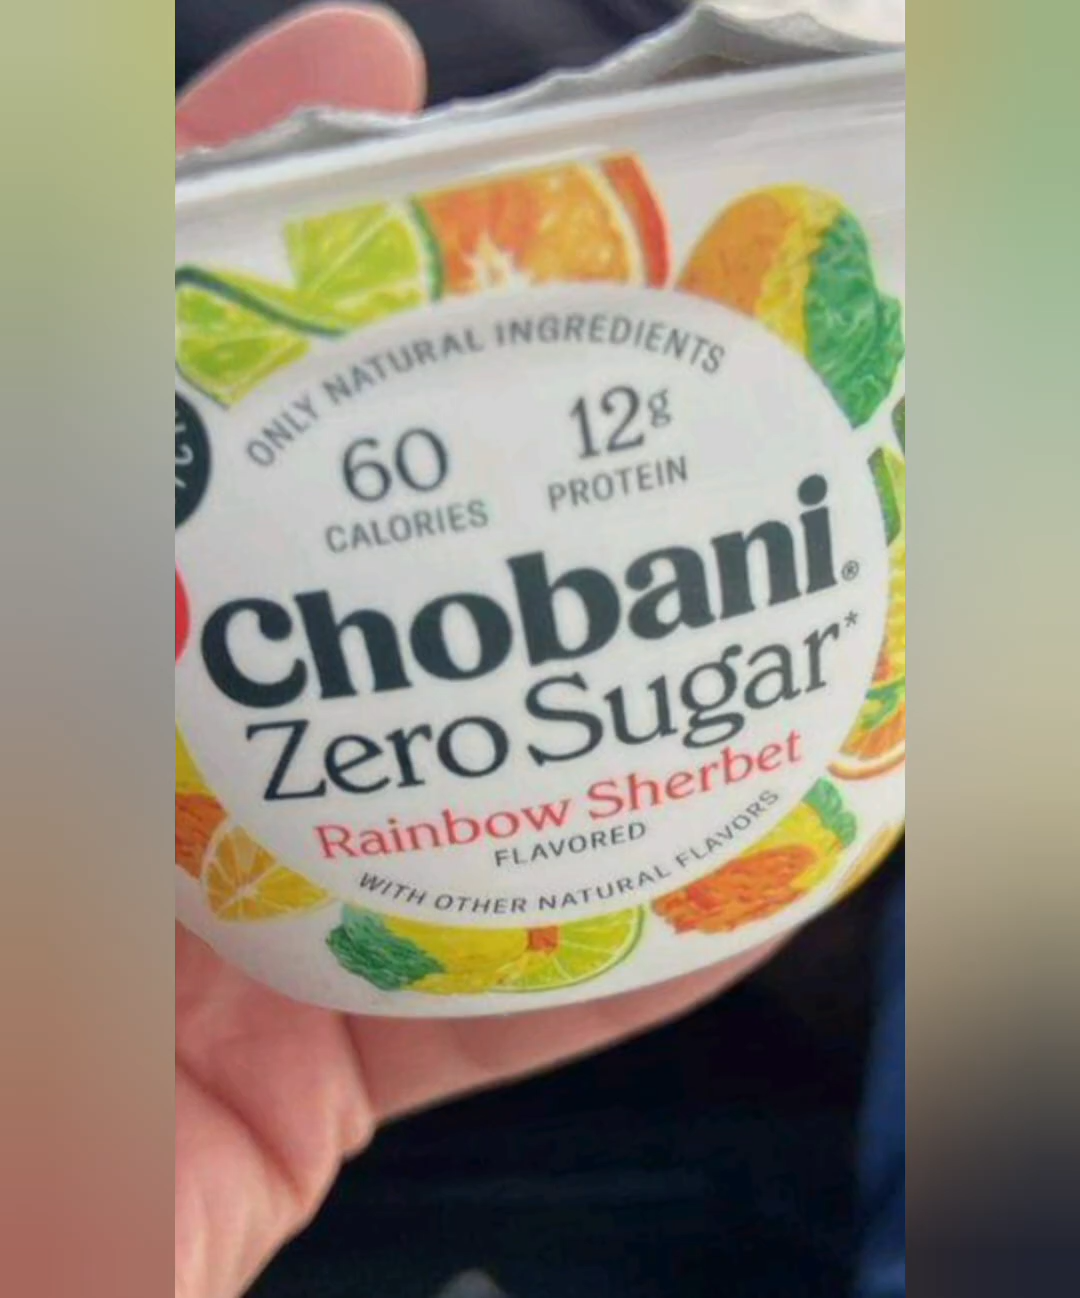 ONLY NATURAL INGREDIENTS
60
CALORIES
12g
PROTEIN
Chobani®
Zero Sugar*
Rainbow Sherbet
FLAVORED
WITH OTHER NATURAL FLAVORS